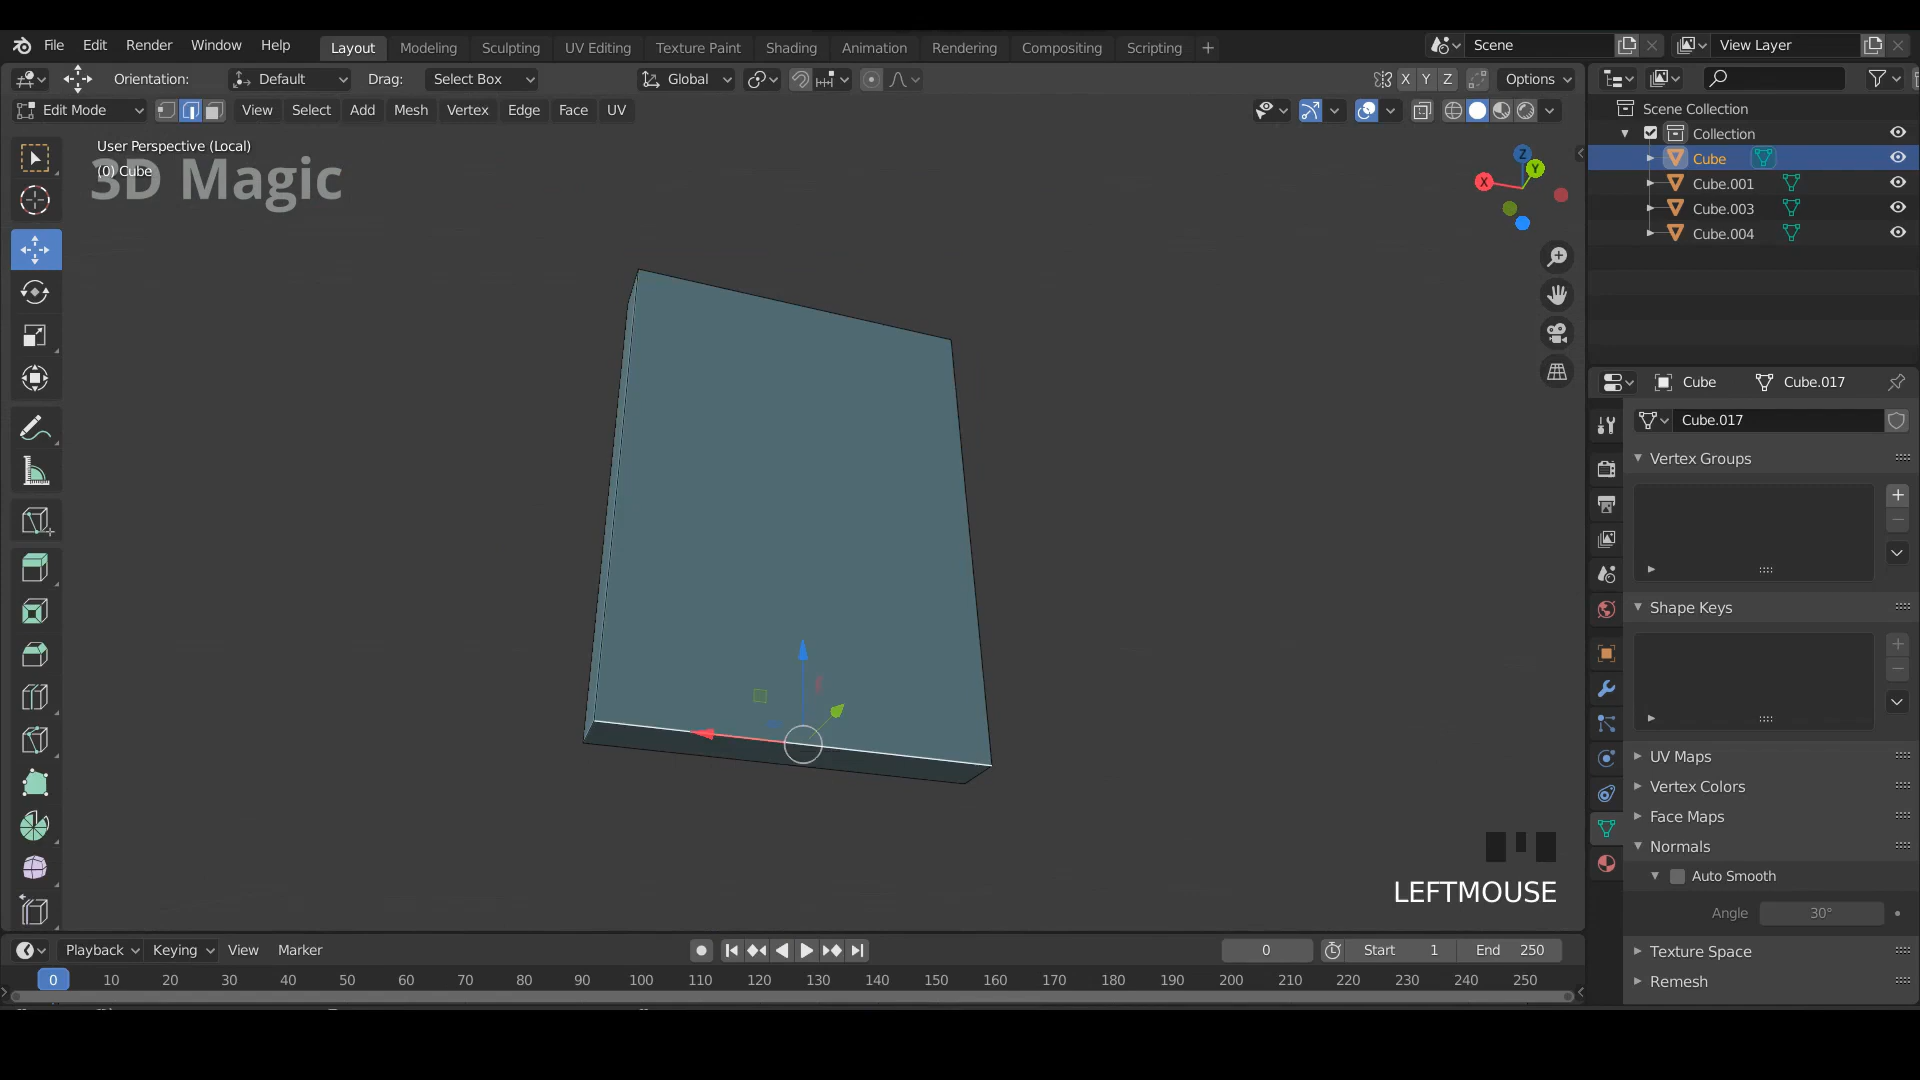 File Edit Render Window Help Layout Modeling Sculpting UV Editing Texture Paint Shading Animation Rendering Compositing Scripting + Scene View Layer
Orientation: Default Drag: Select Box Global X Y Z Options
Edit Mode View Select Add Mesh Vertex Edge Face UV
Scene Collection
Collection
Cube
Cube.001
Cube.003
Cube.004
User Perspective (Local)
(0) Cube
3D Magic
Z
Y
X
Cube Cube.017
Cube.017
Vertex Groups
Shape Keys
UV Maps
Vertex Colors
Face Maps
Normals
Auto Smooth
Angle 30°
Texture Space
Remesh
LEFTMOUSE
Playback Keying View Marker 0 Start 1 End 250
0 10 20 30 40 50 60 70 80 90 100 110 120 130 140 150 160 170 180 190 200 210 220 230 240 250